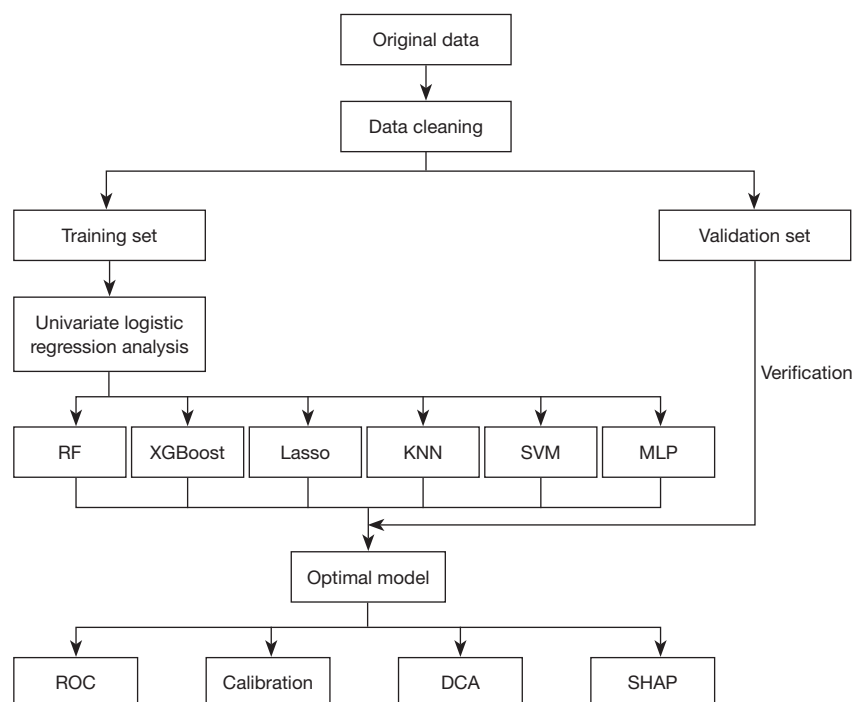 Original data
Data cleaning
Training set
Validation set
Univariate logistic
regression analysis
Verification
RF
XGBoost
Lasso
KNN
SVM
MLP
Optimal model
ROC
Calibration
DCA
SHAP